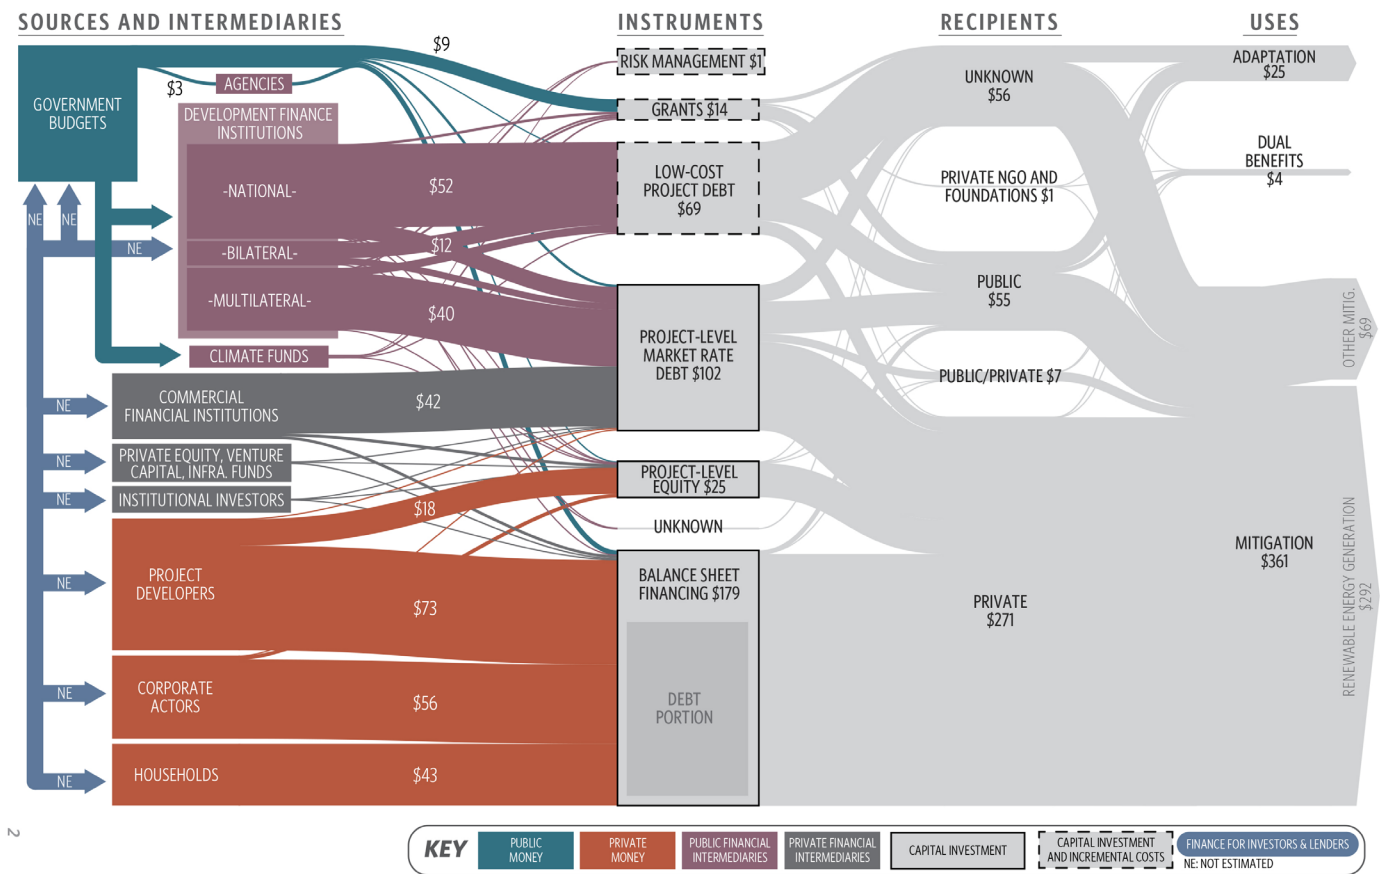 SOURCES AND INTERMEDIARIES
INSTRUMENTS
RECIPIENTS
USES
$9
$3
AGENCIES
GOVERNMENT
BUDGETS
DEVELOPMENT FINANCE
INSTITUTIONS
-NATIONAL-
$52
-BILATERAL-
$12
-MULTILATERAL-
$40
CLIMATE FUNDS
NE
NE
NE
NE
COMMERCIAL
FINANCIAL INSTITUTIONS
$42
NE
PRIVATE EQUITY, VENTURE
CAPITAL, INFRA. FUNDS
NE
INSTITUTIONAL INVESTORS
$18
NE
PROJECT
DEVELOPERS
$73
NE
CORPORATE
ACTORS
$56
NE
HOUSEHOLDS
$43
RISK MANAGEMENT $1
GRANTS $14
LOW-COST
PROJECT DEBT
$69
PROJECT-LEVEL
MARKET RATE
DEBT $102
PROJECT-LEVEL
EQUITY $25
UNKNOWN
BALANCE SHEET
FINANCING $179
DEBT
PORTION
UNKNOWN
$56
PRIVATE NGO AND
FOUNDATIONS $1
PUBLIC
$55
PUBLIC/PRIVATE $7
PRIVATE
$271
ADAPTATION
$25
DUAL
BENEFITS
$4
OTHER MITIG.
$69
MITIGATION
$361
RENEWABLE ENERGY GENERATION
$292
2
KEY
PUBLIC
MONEY
PRIVATE
MONEY
PUBLIC FINANCIAL
INTERMEDIARIES
PRIVATE FINANCIAL
INTERMEDIARIES
CAPITAL INVESTMENT
CAPITAL INVESTMENT
AND INCREMENTAL COSTS
FINANCE FOR INVESTORS & LENDERS
NE: NOT ESTIMATED